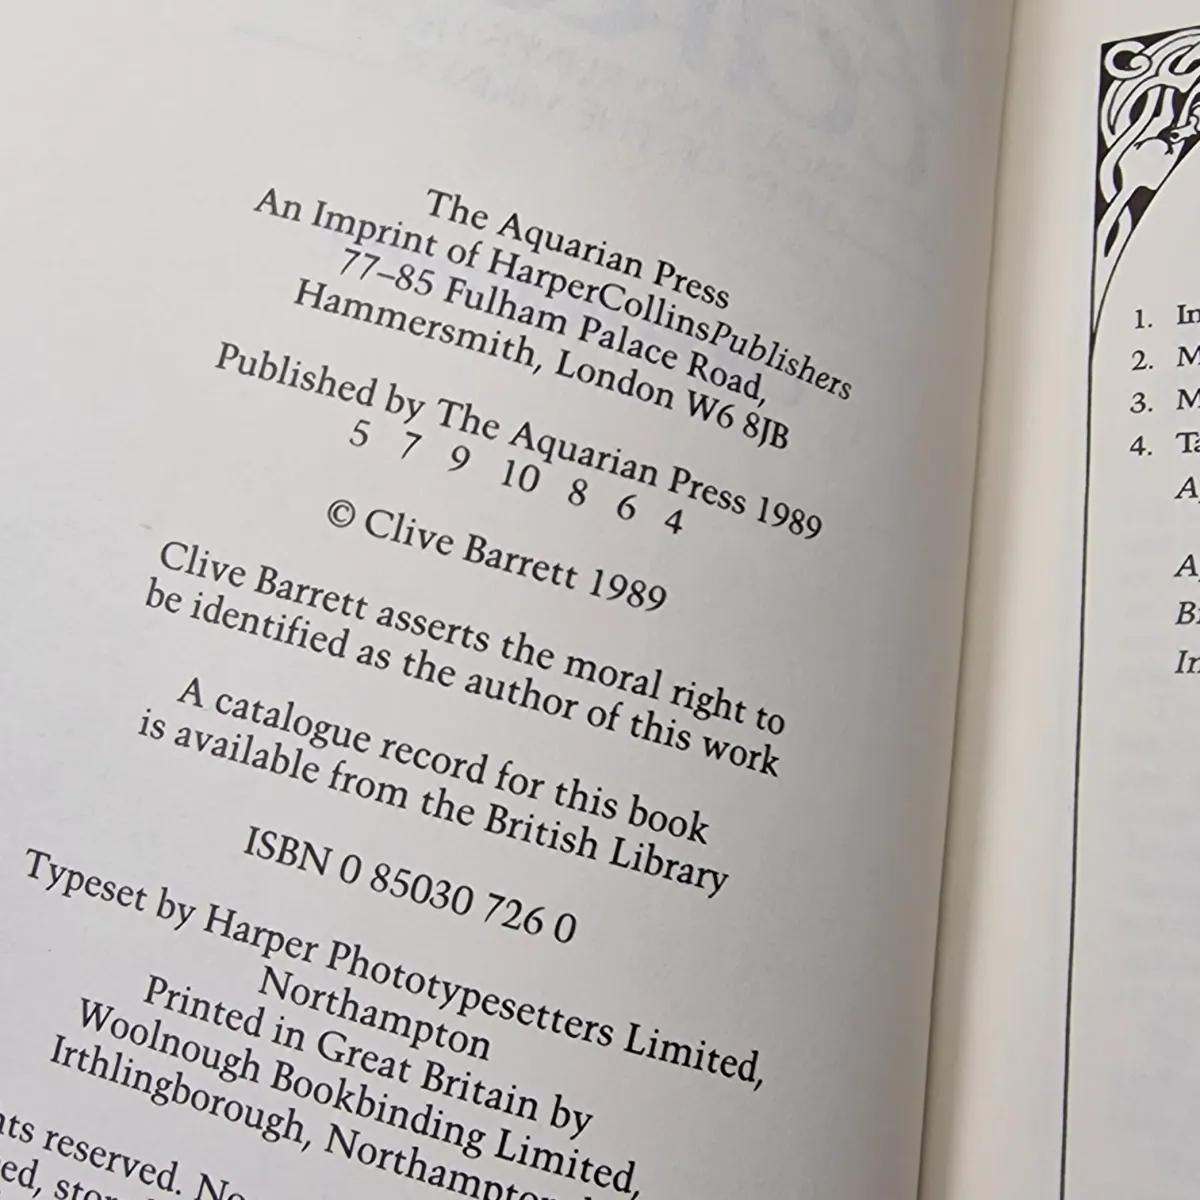 The Aquarian Press
An Imprint of HarperCollinsPublishers
77–85 Fulham Palace Road,
Hammersmith, London W6 8JB
Published by The Aquarian Press 1989
5 7 9 10 8 6 4
© Clive Barrett 1989
Clive Barrett asserts the moral right to
be identified as the author of this work
A catalogue record for this book
is available from the British Library
ISBN 0 85030 726 0
Typeset by Harper Phototypesetters Limited,
Northampton
Printed in Great Britain by
Woolnough Bookbinding Limited,
Irthlingborough,
reserved. No
1.
2.
3.
4.